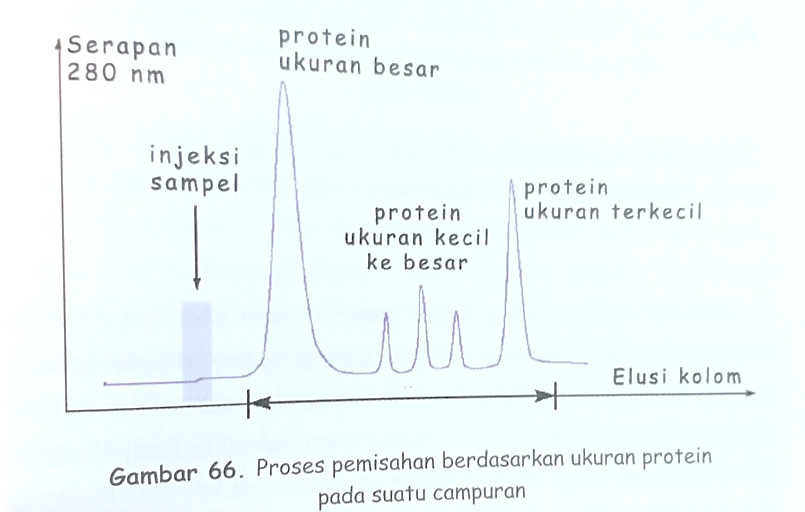 Serapan
280 nm
protein
ukuran besar
injeksi
sampel
protein
ukuran kecil
ke besar
protein
ukuran terkecil
Elusi kolom
Gambar 66. Proses pemisahan berdasarkan ukuran protein
pada suatu campuran